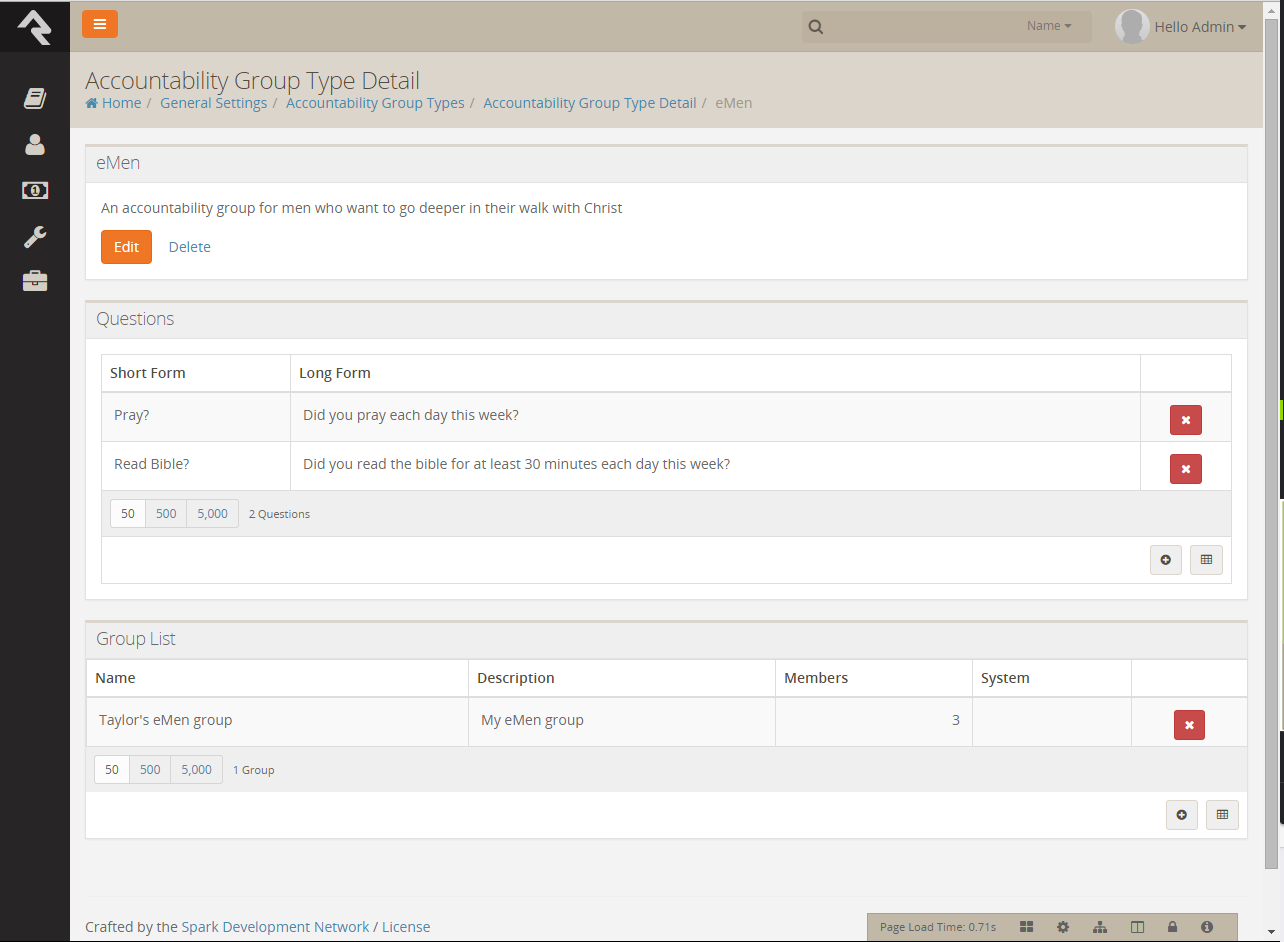 Name
Hello Admin
Accountability Group Type Detail
Home / General Settings / Accountability Group Types / Accountability Group Type Detail / eMen
eMen
An accountability group for men who want to go deeper in their walk with Christ
Edit Delete
Questions
Short Form Long Form
Pray? Did you pray each day this week?
Read Bible? Did you read the bible for at least 30 minutes each day this week?
50 500 5,000 2 Questions
Group List
Name Description Members System
Taylor's eMen group My eMen group 3
50 500 5,000 1 Group
Crafted by the Spark Development Network / License
Page Load Time: 0.71s